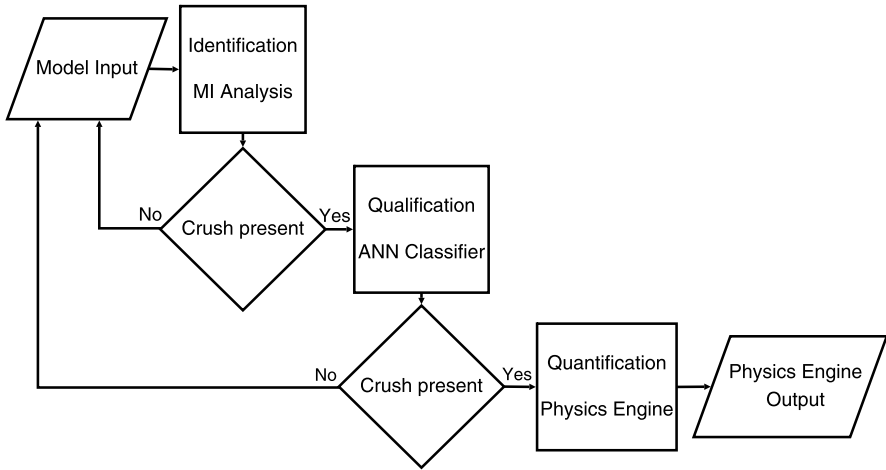 Model Input
Identification
MI Analysis
Crush present
No
Yes
Qualification
ANN Classifier
Crush present
No
Yes
Quantification
Physics Engine
Physics Engine
Output